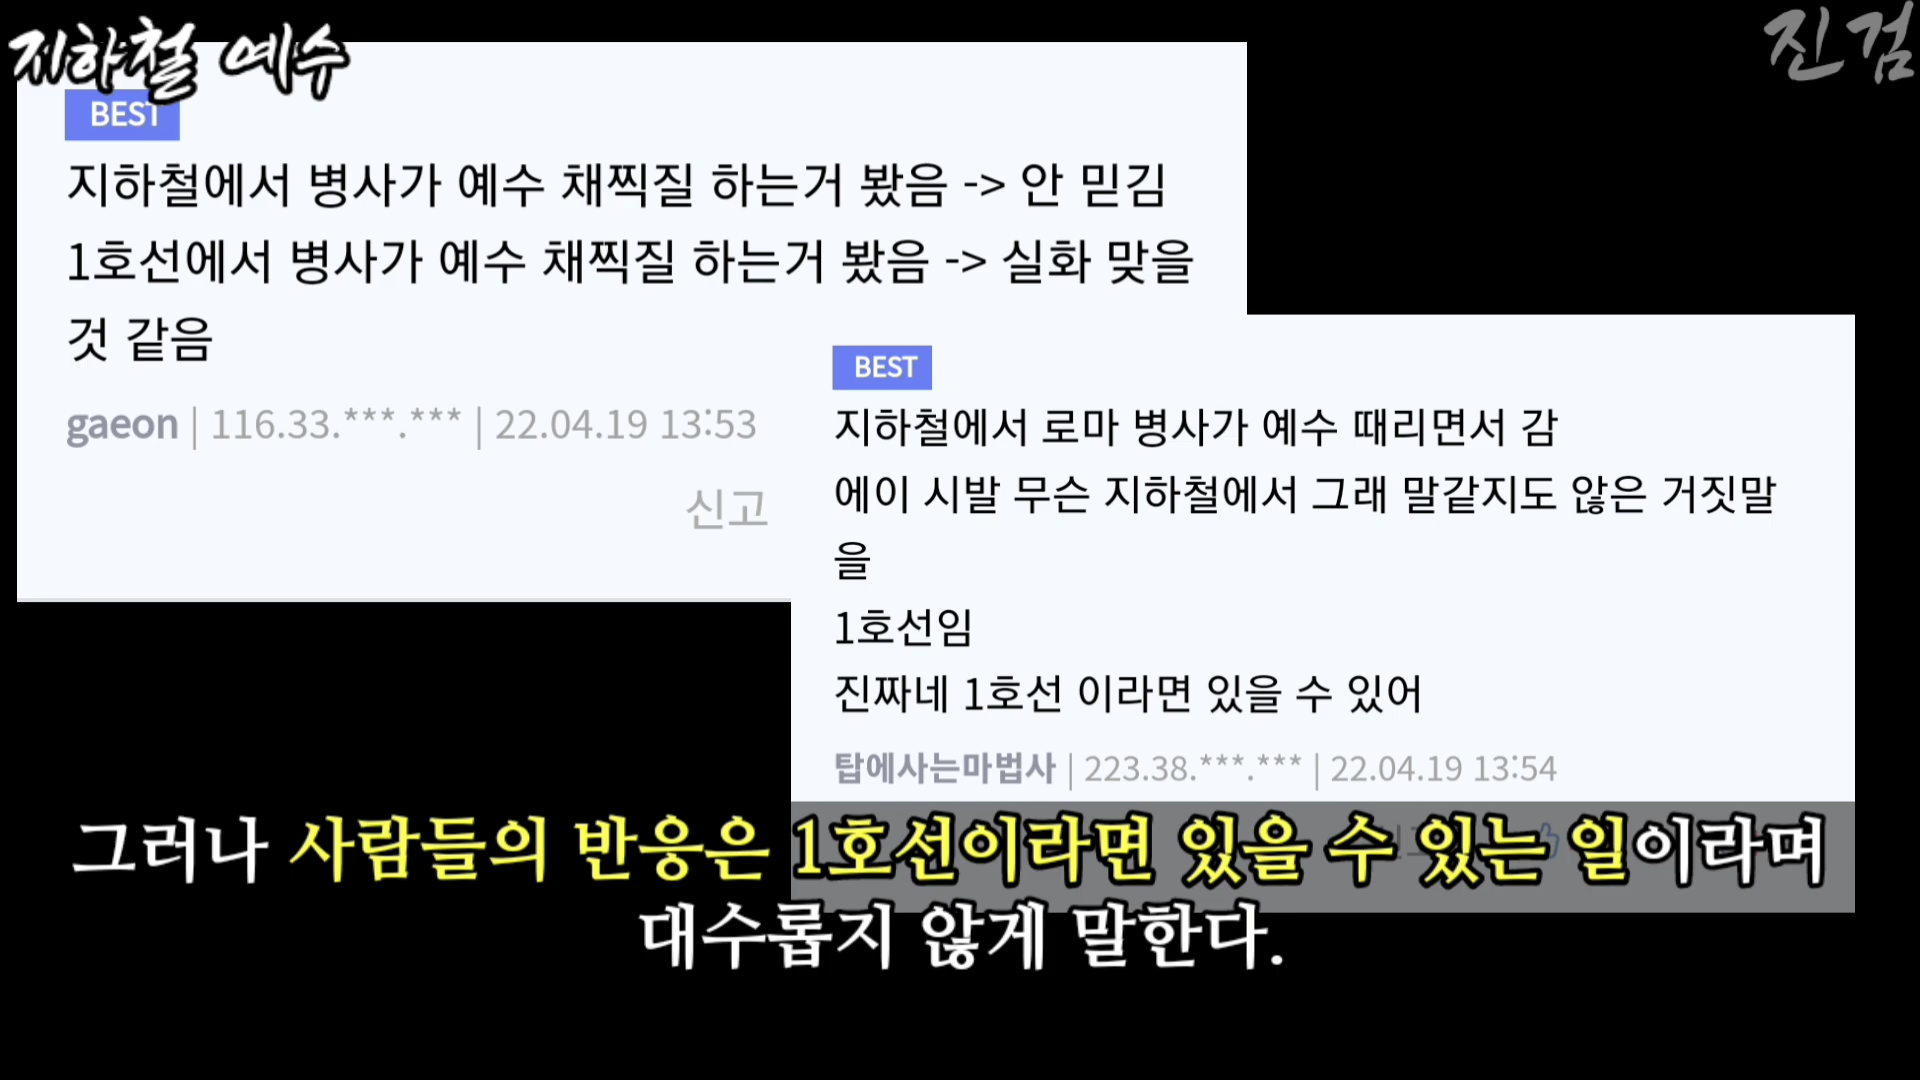 지하철 예수
진검
BEST
지하철에서 병사가 예수 채찍질 하는거 봤음 -> 안 믿김
1호선에서 병사가 예수 채찍질 하는거 봤음 -> 실화 맞을
것 같음
gaeon | 116.33.***.*** | 22.04.19 13:53
신고
BEST
지하철에서 로마 병사가 예수 때리면서 감
에이 시발 무슨 지하철에서 그래 말같지도 않은 거짓말
을
1호선임
진짜네 1호선 이라면 있을 수 있어
탑에사는마법사 | 223.38.***.*** | 22.04.19 13:54
그러나 사람들의 반응은 1호선이라면 있을 수 있는 일이라며
대수롭지 않게 말한다.